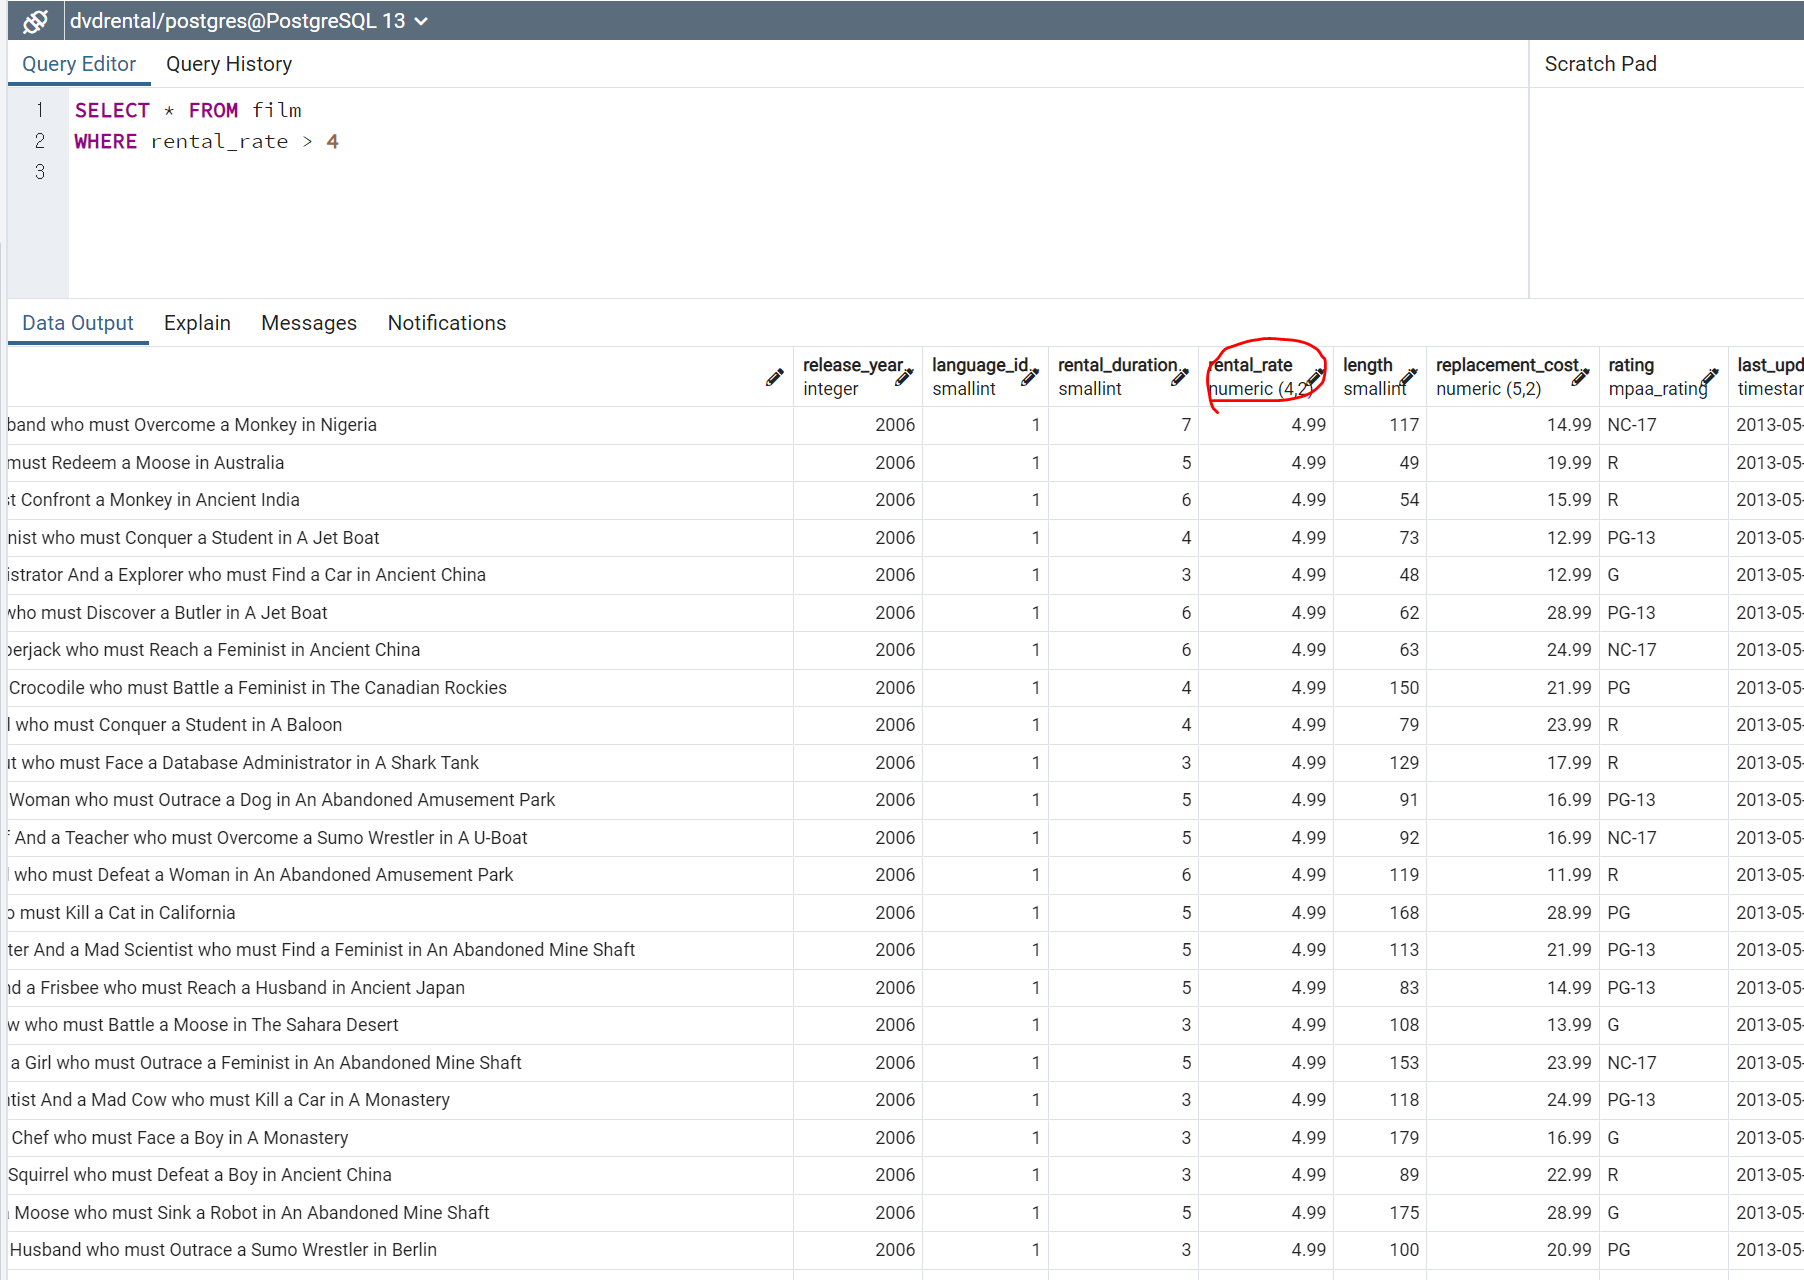 dvdrental/postgres@PostgreSQL 13
Query Editor Query History Scratch Pad
1 SELECT * FROM film
2 WHERE rental_rate > 4
3
Data Output Explain Messages Notifications
release_year language_id rental_duration rental_rate length replacement_cost rating last_upd
integer smallint smallint numeric (4,2) smallint numeric (5,2) mpaa_rating timestar
band who must Overcome a Monkey in Nigeria 2006 1 7 4.99 117 14.99 NC-17 2013-05-
must Redeem a Moose in Australia 2006 1 5 4.99 49 19.99 R 2013-05-
st Confront a Monkey in Ancient India 2006 1 6 4.99 54 15.99 R 2013-05-
nist who must Conquer a Student in A Jet Boat 2006 1 4 4.99 73 12.99 PG-13 2013-05-
istrator And a Explorer who must Find a Car in Ancient China 2006 1 3 4.99 48 12.99 G 2013-05-
who must Discover a Butler in A Jet Boat 2006 1 6 4.99 62 28.99 PG-13 2013-05-
perjack who must Reach a Feminist in Ancient China 2006 1 6 4.99 63 24.99 NC-17 2013-05-
Crocodile who must Battle a Feminist in The Canadian Rockies 2006 1 4 4.99 150 21.99 PG 2013-05-
who must Conquer a Student in A Baloon 2006 1 4 4.99 79 23.99 R 2013-05-
who must Face a Database Administrator in A Shark Tank 2006 1 3 4.99 129 17.99 R 2013-05-
Woman who must Outrace a Dog in An Abandoned Amusement Park 2006 1 5 4.99 91 16.99 PG-13 2013-05-
And a Teacher who must Overcome a Sumo Wrestler in A U-Boat 2006 1 5 4.99 92 16.99 NC-17 2013-05-
who must Defeat a Woman in An Abandoned Amusement Park 2006 1 6 4.99 119 11.99 R 2013-05-
o must Kill a Cat in California 2006 1 5 4.99 168 28.99 PG 2013-05-
ter And a Mad Scientist who must Find a Feminist in An Abandoned Mine Shaft 2006 1 5 4.99 113 21.99 PG-13 2013-05-
nd a Frisbee who must Reach a Husband in Ancient Japan 2006 1 5 4.99 83 14.99 PG-13 2013-05-
w who must Battle a Moose in The Sahara Desert 2006 1 3 4.99 108 13.99 G 2013-05-
a Girl who must Outrace a Feminist in An Abandoned Mine Shaft 2006 1 5 4.99 153 23.99 NC-17 2013-05-
ntist And a Mad Cow who must Kill a Car in A Monastery 2006 1 3 4.99 118 24.99 PG-13 2013-05-
Chef who must Face a Boy in A Monastery 2006 1 3 4.99 179 16.99 G 2013-05-
Squirrel who must Defeat a Boy in Ancient China 2006 1 3 4.99 89 22.99 R 2013-05-
Moose who must Sink a Robot in An Abandoned Mine Shaft 2006 1 5 4.99 175 28.99 G 2013-05-
Husband who must Outrace a Sumo Wrestler in Berlin 2006 1 3 4.99 100 20.99 PG 2013-05-